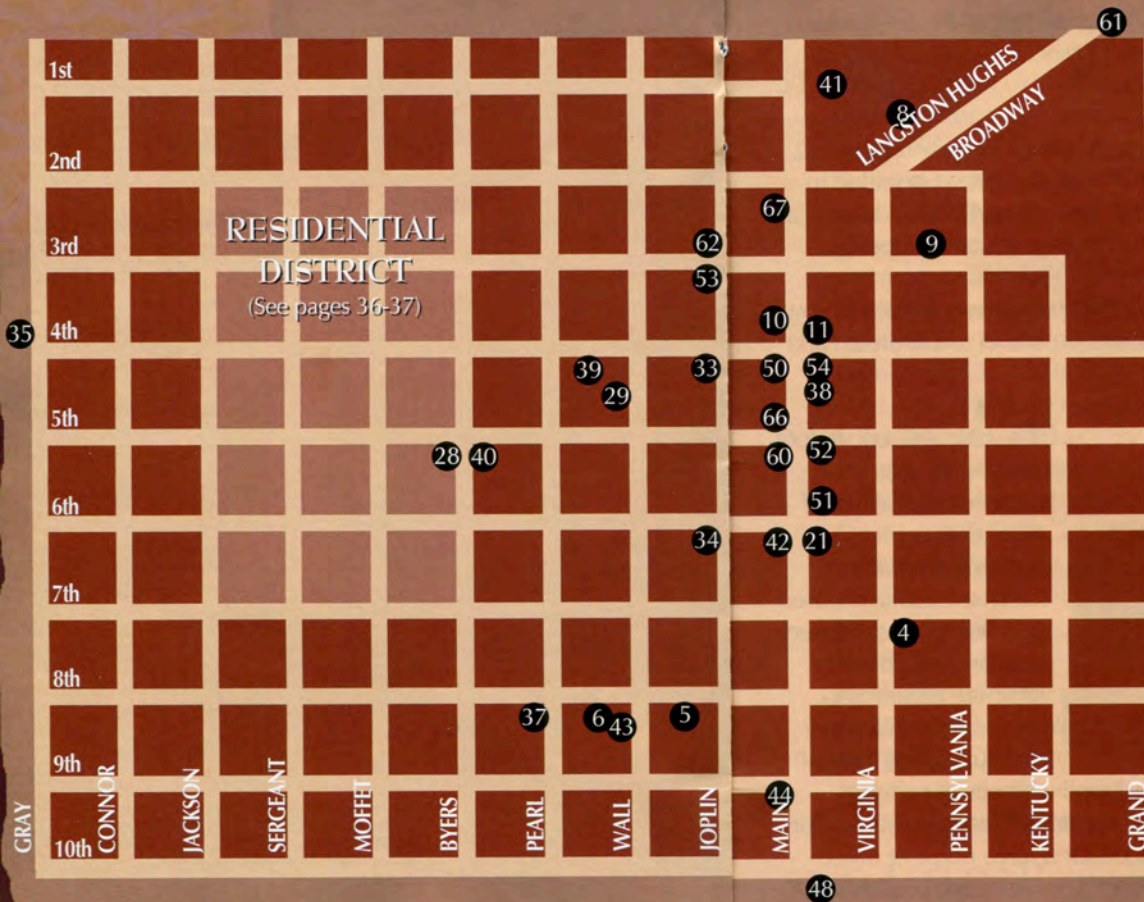 61
1st
41
8
LANGSTON HUGHES
BROADWAY
2nd
67
RESIDENTIAL
DISTRICT
(See pages 36-37)
3rd
62
9
53
35
4th
10
11
39
29
33
50
54
38
5th
66
28
40
60
52
6th
51
34
42
21
7th
4
8th
37
6
43
5
9th
44
10th
GRAY
CONNOR
JACKSON
SERGEANT
MOFFET
BYERS
PEARL
WALL
JOPLIN
MAIN
VIRGINIA
PENNSYLVANIA
KENTUCKY
GRAND
48